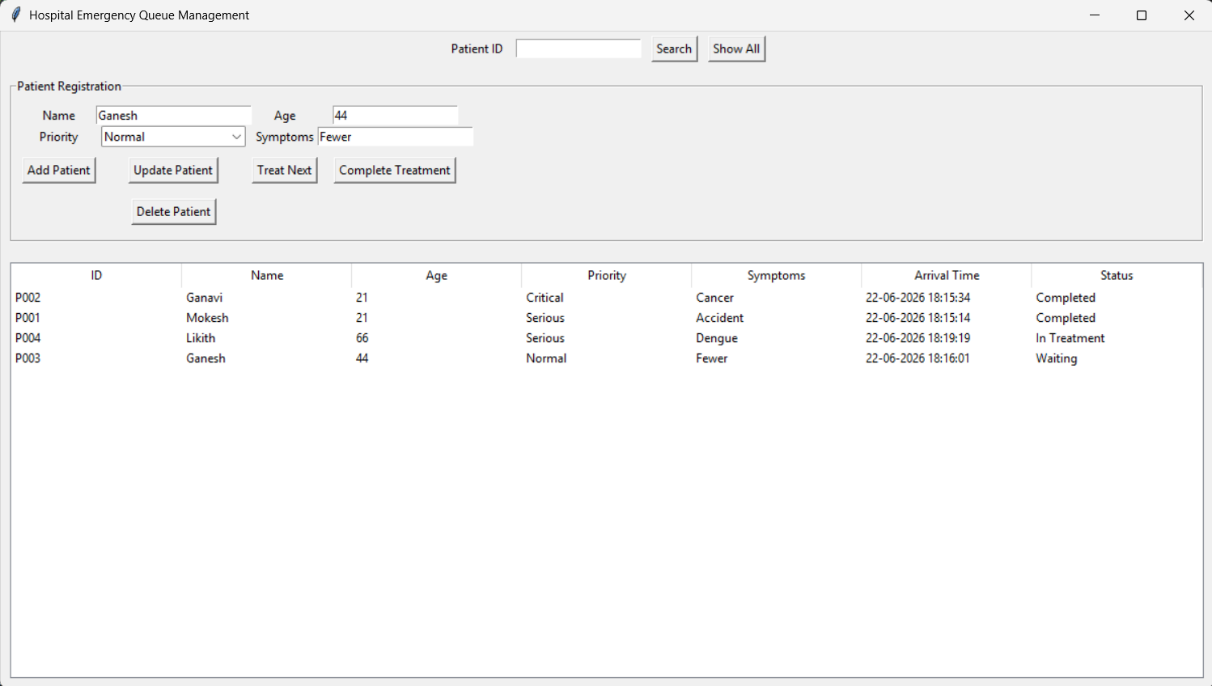 Hospital Emergency Queue Management
Patient ID Search Show All
Patient Registration
Name Ganesh Age 44
Priority Normal Symptoms Fewer
Add Patient Update Patient Treat Next Complete Treatment
Delete Patient
ID Name Age Priority Symptoms Arrival Time Status
P002 Ganavi 21 Critical Cancer 22-06-2026 18:15:34 Completed
P001 Mokesh 21 Serious Accident 22-06-2026 18:15:14 Completed
P004 Likith 66 Serious Dengue 22-06-2026 18:19:19 In Treatment
P003 Ganesh 44 Normal Fewer 22-06-2026 18:16:01 Waiting